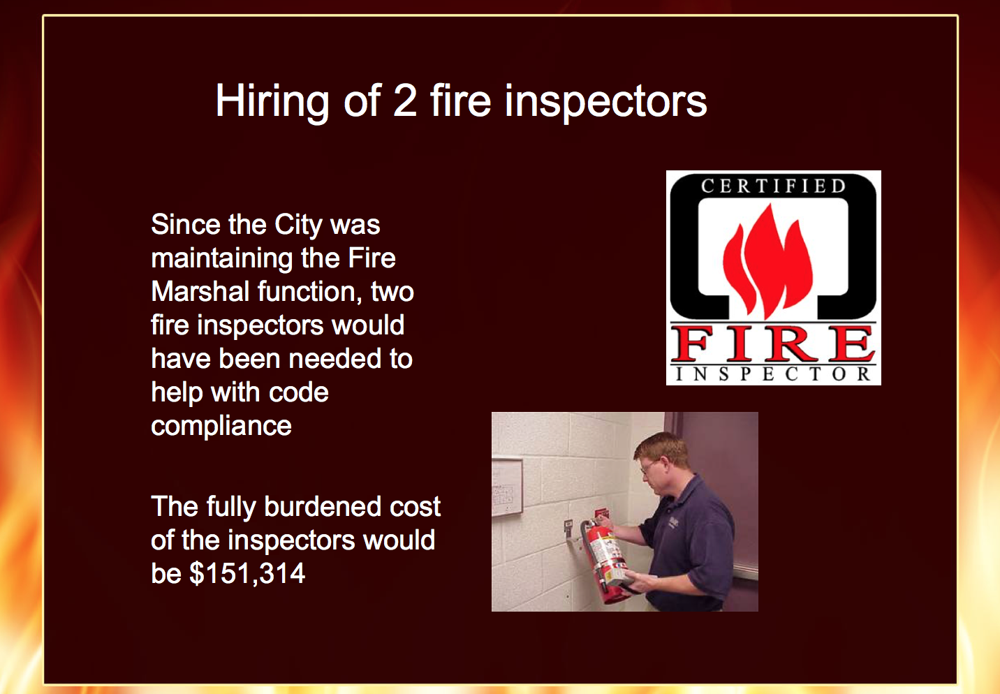 Hiring of 2 fire inspectors
Since the City was
maintaining the Fire
Marshal function, two
fire inspectors would
have been needed to
help with code
compliance
The fully burdened cost
of the inspectors would
be $151,314
CERTIFIED
FIRE
INSPECTOR